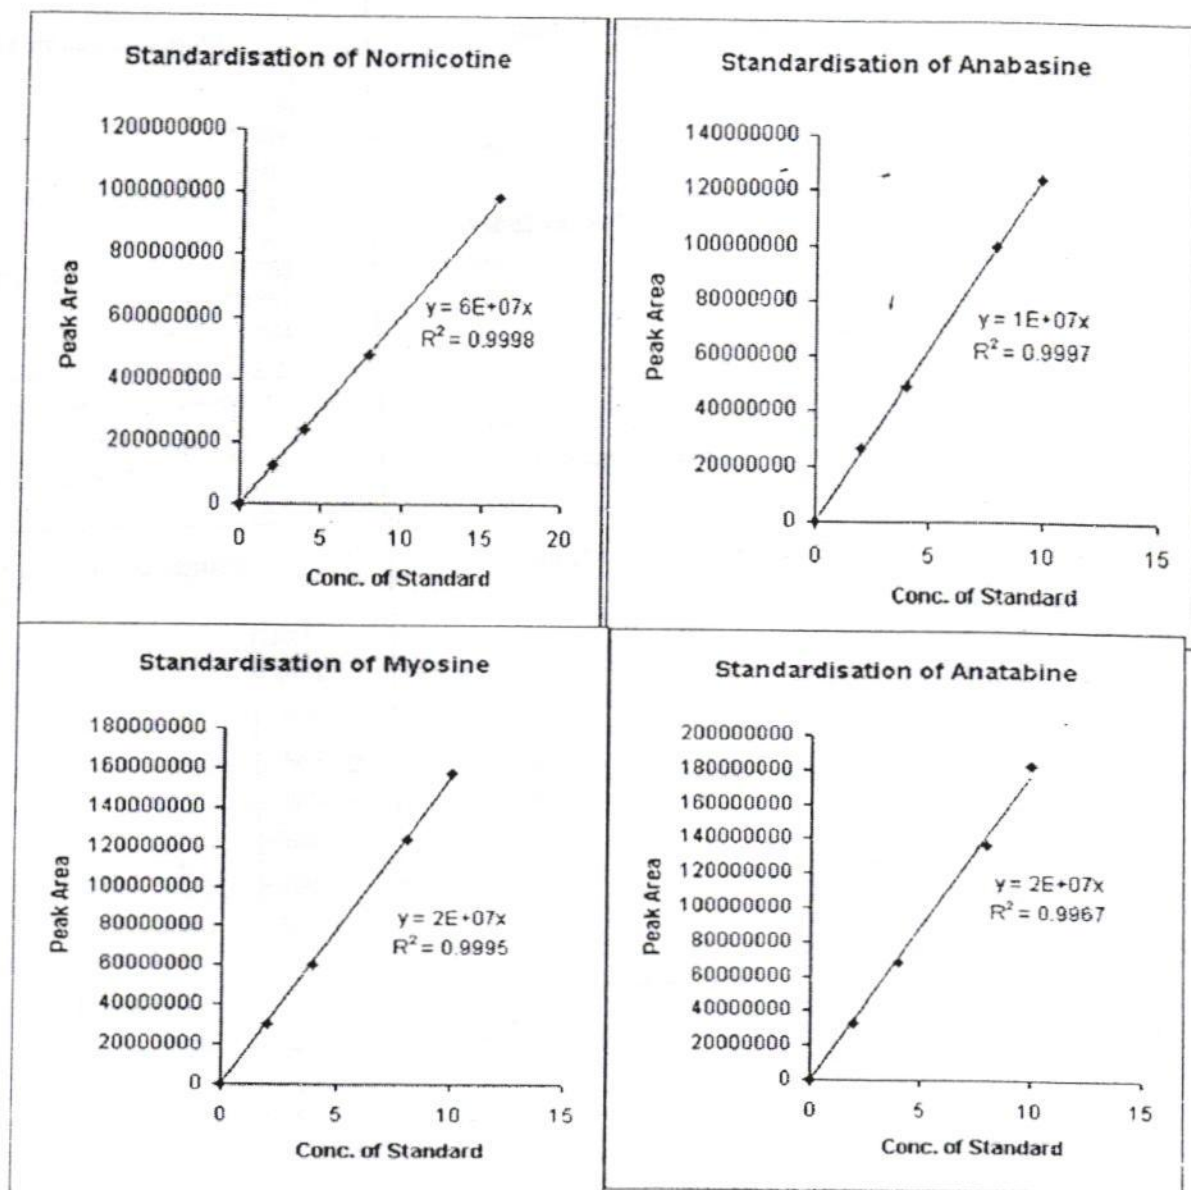 Standardisation of Nornicotine
1200000000
1000000000
800000000
600000000
400000000
200000000
0
Peak Area
y = 6E+07x
R² = 0.9998
0 5 10 15 20
Conc. of Standard
Standardisation of Anabasine
140000000
120000000
100000000
80000000
60000000
40000000
20000000
0
Peak Area
y = 1E+07x
R² = 0.9997
0 5 10 15
Conc. of Standard
Standardisation of Myosine
180000000
160000000
140000000
120000000
100000000
80000000
60000000
40000000
20000000
0
Peak Area
y = 2E+07x
R² = 0.9995
0 5 10 15
Conc. of Standard
Standardisation of Anatabine
200000000
180000000
160000000
140000000
120000000
100000000
80000000
60000000
40000000
20000000
0
Peak Area
y = 2E+07x
R² = 0.9967
0 5 10 15
Conc. of Standard